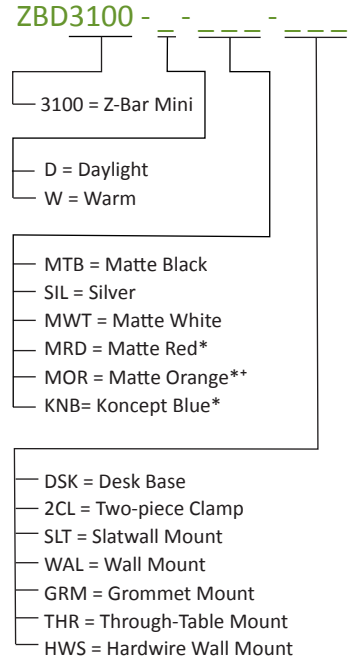 ZBD3100 - _ - _ _ _ - _ _ _
3100 = Z-Bar Mini
D = Daylight
W = Warm
MTB = Matte Black
SIL = Silver
MWT = Matte White
MRD = Matte Red*
MOR = Matte Orange*⁺
KNB= Koncept Blue*
DSK = Desk Base
2CL = Two-piece Clamp
SLT = Slatwall Mount
WAL = Wall Mount
GRM = Grommet Mount
THR = Through-Table Mount
HWS = Hardwire Wall Mount